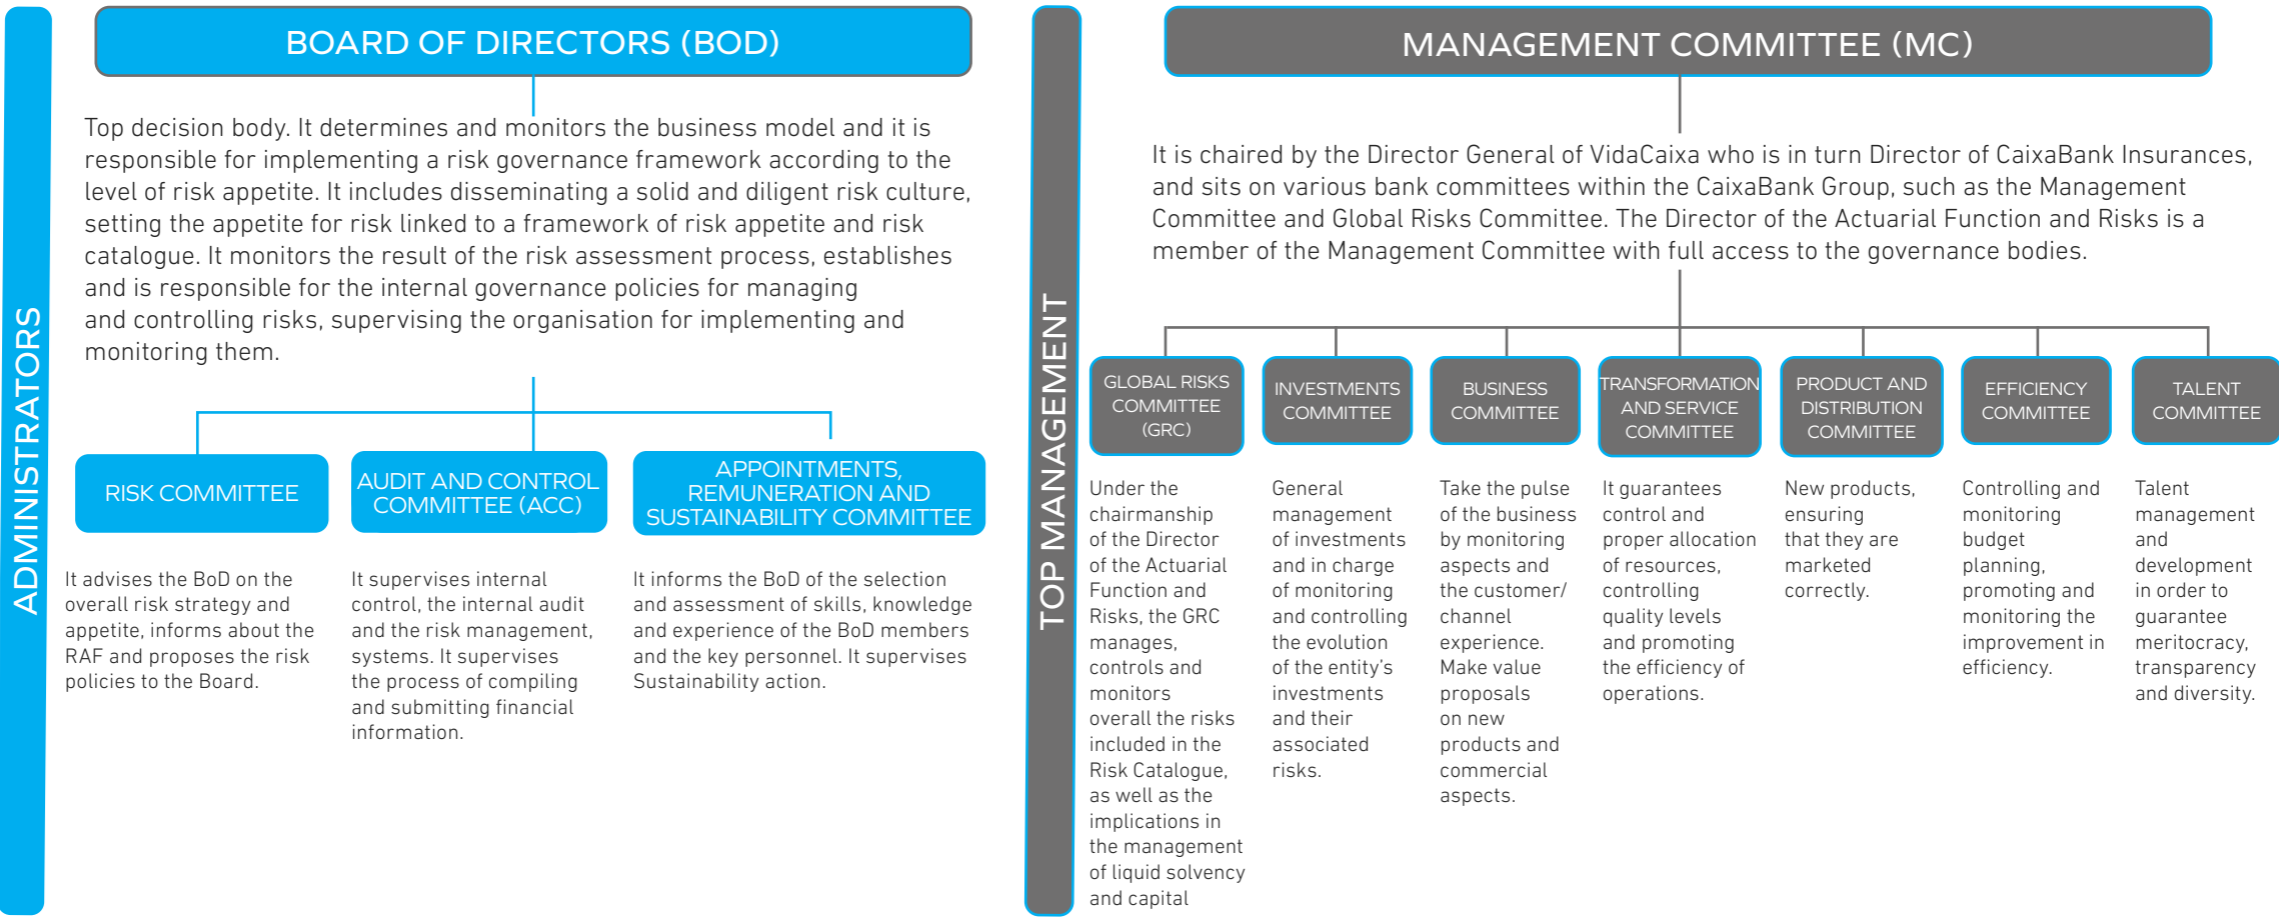 ADMINISTRATORS
BOARD OF DIRECTORS (BOD)
Top decision body. It determines and monitors the business model and it is
responsible for implementing a risk governance framework according to the
level of risk appetite. It includes disseminating a solid and diligent risk culture,
setting the appetite for risk linked to a framework of risk appetite and risk
catalogue. It monitors the result of the risk assessment process, establishes
and is responsible for the internal governance policies for managing
and controlling risks, supervising the organisation for implementing and
monitoring them.
RISK COMMITTEE
It advises the BoD on the
overall risk strategy and
appetite, informs about the
RAF and proposes the risk
policies to the Board.
AUDIT AND CONTROL
COMMITTEE (ACC)
It supervises internal
control, the internal audit
and the risk management,
systems. It supervises
the process of compiling
and submitting financial
information.
APPOINTMENTS,
REMUNERATION AND
SUSTAINABILITY COMMITTEE
It informs the BoD of the selection
and assessment of skills, knowledge
and experience of the BoD members
and the key personnel. It supervises
Sustainability action.
TOP MANAGEMENT
MANAGEMENT COMMITTEE (MC)
It is chaired by the Director General of VidaCaixa who is in turn Director of CaixaBank Insurances,
and sits on various bank committees within the CaixaBank Group, such as the Management
Committee and Global Risks Committee. The Director of the Actuarial Function and Risks is a
member of the Management Committee with full access to the governance bodies.
GLOBAL RISKS
COMMITTEE
(GRC)
Under the
chairmanship
of the Director
of the Actuarial
Function and
Risks, the GRC
manages,
controls and
monitors
overall the risks
included in the
Risk Catalogue,
as well as the
implications in
the management
of liquid solvency
and capital
INVESTMENTS
COMMITTEE
General
management
of investments
and in charge
of monitoring
and controlling
the evolution
of the entity's
investments
and their
associated
risks.
BUSINESS
COMMITTEE
Take the pulse
of the business
by monitoring
aspects and
the customer/
channel
experience.
Make value
proposals
on new
products and
commercial
aspects.
TRANSFORMATION
AND SERVICE
COMMITTEE
It guarantees
control and
proper allocation
of resources,
controlling
quality levels
and promoting
the efficiency of
operations.
PRODUCT AND
DISTRIBUTION
COMMITTEE
New products,
ensuring
that they are
marketed
correctly.
EFFICIENCY
COMMITTEE
Controlling and
monitoring
budget
planning,
promoting and
monitoring the
improvement in
efficiency.
TALENT
COMMITTEE
Talent
management
and
development
in order to
guarantee
meritocracy,
transparency
and diversity.